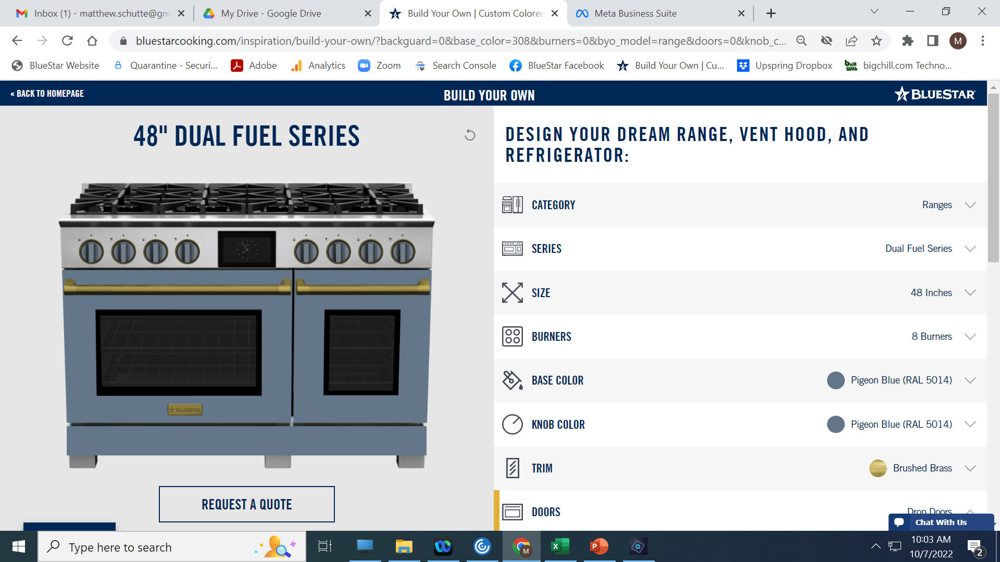 Inbox (1) - matthew.schutte@gm
My Drive - Google Drive
Build Your Own | Custom Colored
Meta Business Suite
bluestarcooking.com/inspiration/build-your-own/?backguard=0&base_color=308&burners=0&byo_model=range&doors=0&knob_c...
M
BlueStar Website
Quarantine - Securi...
Adobe
Analytics
Zoom
Search Console
BlueStar Facebook
Build Your Own | Cu...
Upspring Dropbox
Built With
bigchill.com Techno...
« BACK TO HOMEPAGE
BUILD YOUR OWN
BLUESTAR
48" DUAL FUEL SERIES
DESIGN YOUR DREAM RANGE, VENT HOOD, AND
REFRIGERATOR:
CATEGORY Ranges
SERIES Dual Fuel Series
SIZE 48 Inches
BURNERS 8 Burners
BASE COLOR Pigeon Blue (RAL 5014)
KNOB COLOR Pigeon Blue (RAL 5014)
TRIM Brushed Brass
DOORS Drop Doors
BLUESTAR
REQUEST A QUOTE
Chat With Us
Type here to search
M
X
P
10:03 AM
10/7/2022
2